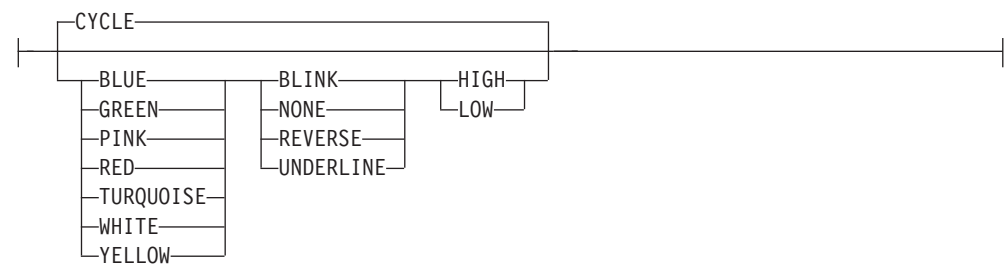 CYCLE
BLUE BLINK HIGH
GREEN NONE LOW
PINK REVERSE
RED UNDERLINE
TURQUOISE
WHITE
YELLOW